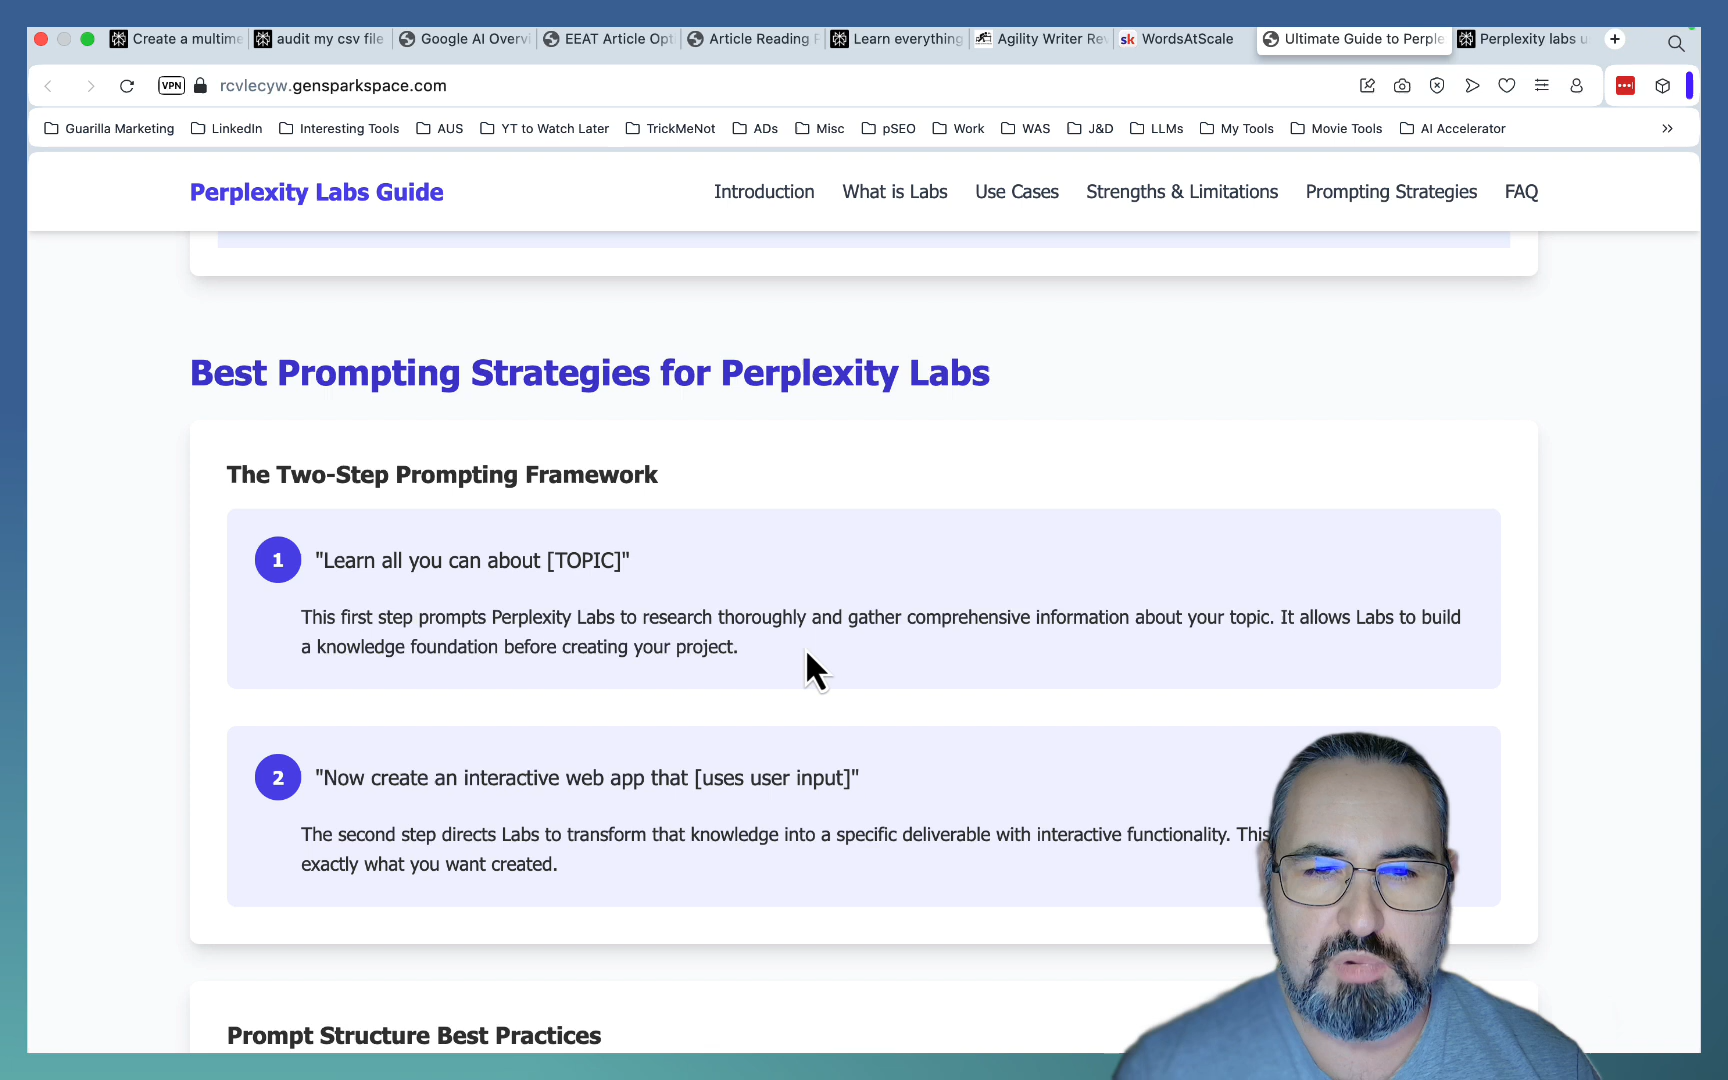 Create a multime
audit my csv file
Google AI Overvi
EEAT Article Opt
Article Reading
Learn everything
Agility Writer Rev
sk WordsAtScale
Ultimate Guide to Perple
Perplexity labs u
VPN
rcvlecyw.gensparkspace.com
Guarilla Marketing
LinkedIn
Interesting Tools
AUS
YT to Watch Later
TrickMeNot
ADs
Misc
pSEO
Work
WAS
J&D
LLMs
My Tools
Movie Tools
AI Accelerator
Perplexity Labs Guide
Introduction
What is Labs
Use Cases
Strengths & Limitations
Prompting Strategies
FAQ
Best Prompting Strategies for Perplexity Labs
The Two-Step Prompting Framework
1 "Learn all you can about [TOPIC]"
This first step prompts Perplexity Labs to research thoroughly and gather comprehensive information about your topic. It allows Labs to build
a knowledge foundation before creating your project.
2 "Now create an interactive web app that [uses user input]"
The second step directs Labs to transform that knowledge into a specific deliverable with interactive functionality. This
exactly what you want created.
Prompt Structure Best Practices